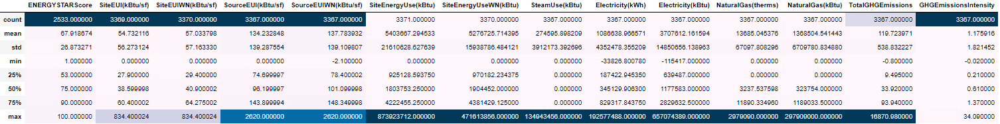 ENERGYSTARScore SiteEUI(kBtu/sf) SiteEUIWN(kBtu/sf) SourceEUI(kBtu/sf) SourceEUIWN(kBtu/sf) SiteEnergyUse(kBtu) SiteEnergyUseWN(kBtu) SteamUse(kBtu) Electricity(kWh) Electricity(kBtu) NaturalGas(therms) NaturalGas(kBtu) TotalGHGEmissions GHGEmissionsIntensity
count 2533.000000 3369.000000 3370.000000 3367.000000 3367.000000 3371.000000 3370.000000 3367.000000 3367.000000 3367.000000 3367.000000 3367.000000 3367.000000 3367.000000
mean 67.918674 54.732116 57.033798 134.232848 137.783932 5403667.294533 5276725.714395 274595.898209 1086638.966571 3707612.161594 13685.045376 1368504.541443 119.723971 1.175916
std 26.873271 56.273124 57.163330 139.287554 139.109807 21610628.627639 15938786.484121 3912173.392696 4352478.355209 14850656.138963 67097.808296 6709780.834880 538.832227 1.821452
min 1.000000 0.000000 0.000000 0.000000 -2.100000 0.000000 0.000000 0.000000 -33826.800780 -115417.000000 0.000000 0.000000 -0.800000 -0.020000
25% 53.000000 27.900000 29.400000 74.699997 78.400002 925128.593750 970182.234375 0.000000 187422.945350 639487.000000 0.000000 0.000000 9.495000 0.210000
50% 75.000000 38.599998 40.900002 96.199997 101.099998 1803753.250000 1904452.000000 0.000000 345129.906300 1177583.000000 3237.537598 323754.000000 33.920000 0.610000
75% 90.000000 60.400002 64.275002 143.899994 148.349998 4222455.250000 4381429.125000 0.000000 829317.843750 2829632.500000 11890.334960 1189033.500000 93.940000 1.370000
max 100.000000 834.400024 834.400024 2620.000000 2620.000000 873923712.000000 471613856.000000 134943456.000000 192577488.000000 657074389.000000 2979090.000000 297909000.000000 16870.980000 34.090000